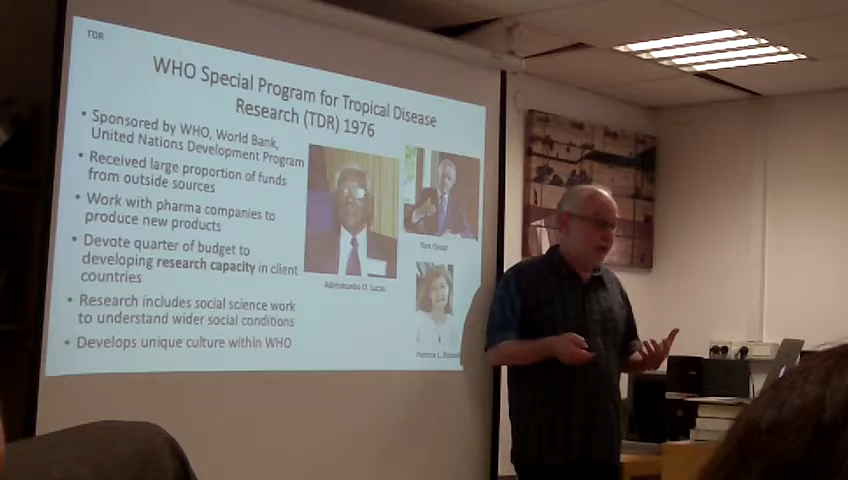 TDR
WHO Special Program for Tropical Disease
Research (TDR) 1976
• Sponsored by WHO, World Bank,
United Nations Development Program
• Received large proportion of funds
from outside sources
• Work with pharma companies to
produce new products
• Devote quarter of budget to
developing research capacity in client
countries
• Research includes social science work
to understand wider social conditions
• Develops unique culture within WHO
Adetokunbo O. Lucas
Tore Godal